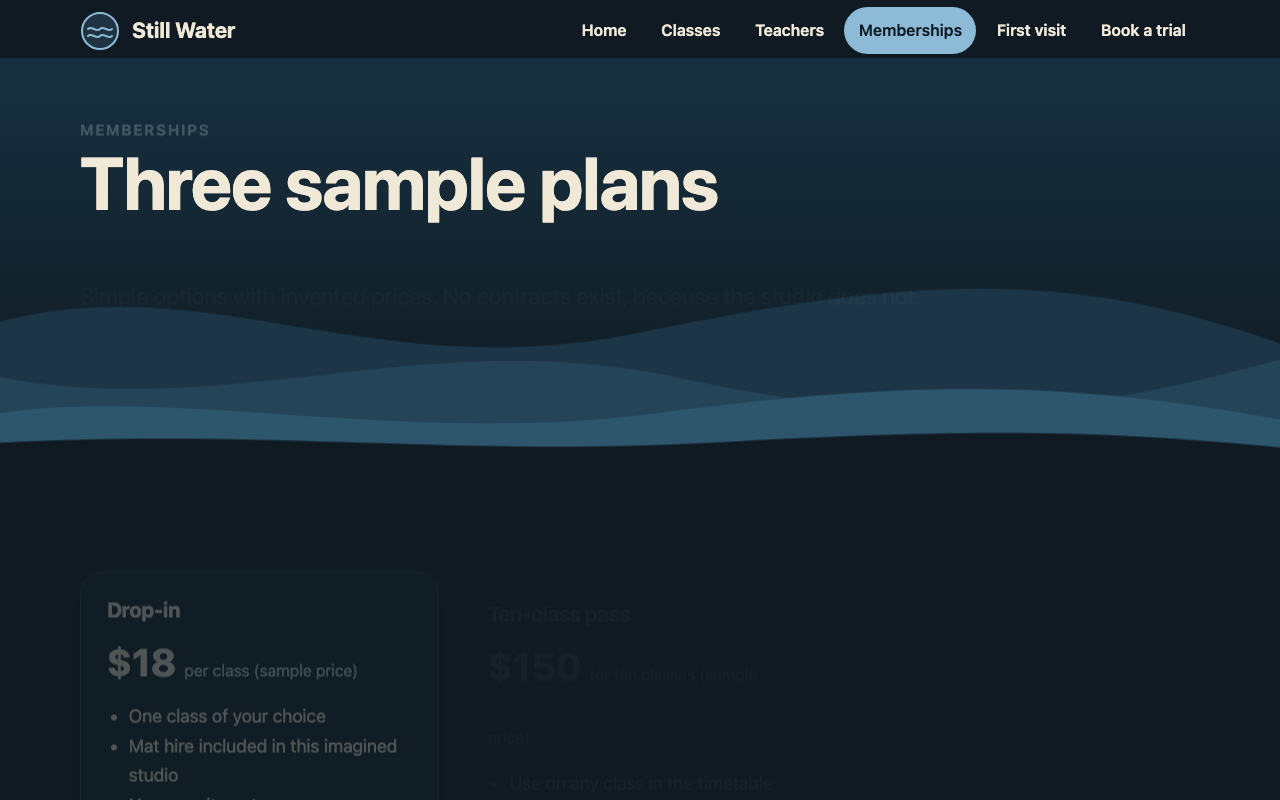 Still Water
Home Classes Teachers Memberships First visit Book a trial
MEMBERSHIPS
Three sample plans
Simple options with invented prices. No contracts exist, because the studio does not.
Drop-in
$18 per class (sample price)
One class of your choice
Mat hire included in this imagined
studio
Ten-class pass
$150 for ten classes (sample
price)
Use on any class in the timetable